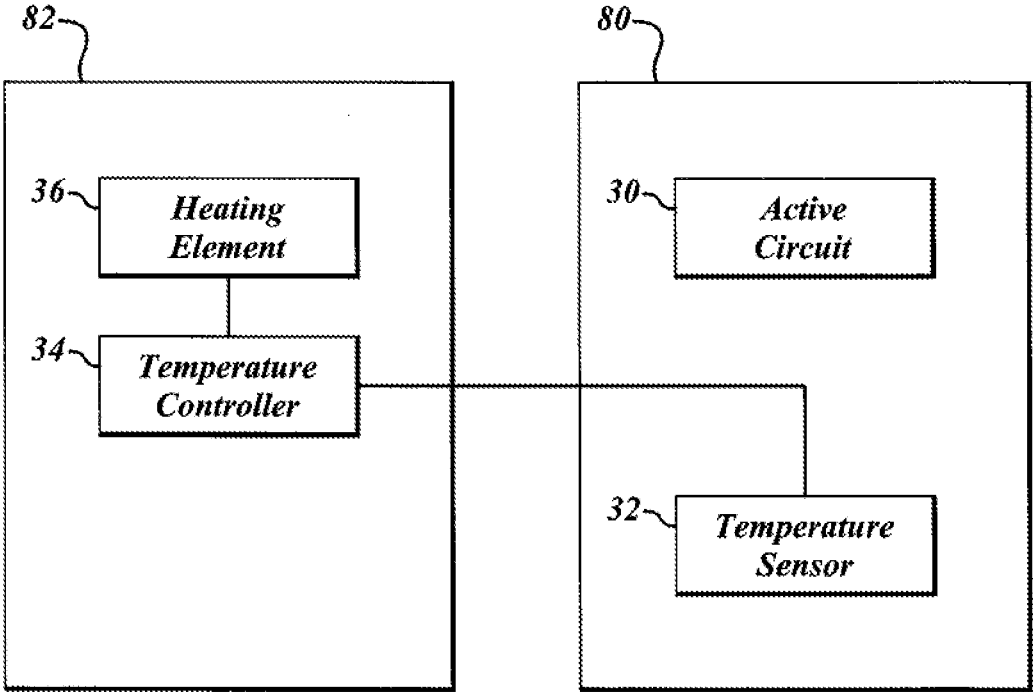 82
80
36
Heating
Element
30
Active
Circuit
34
Temperature
Controller
32
Temperature
Sensor